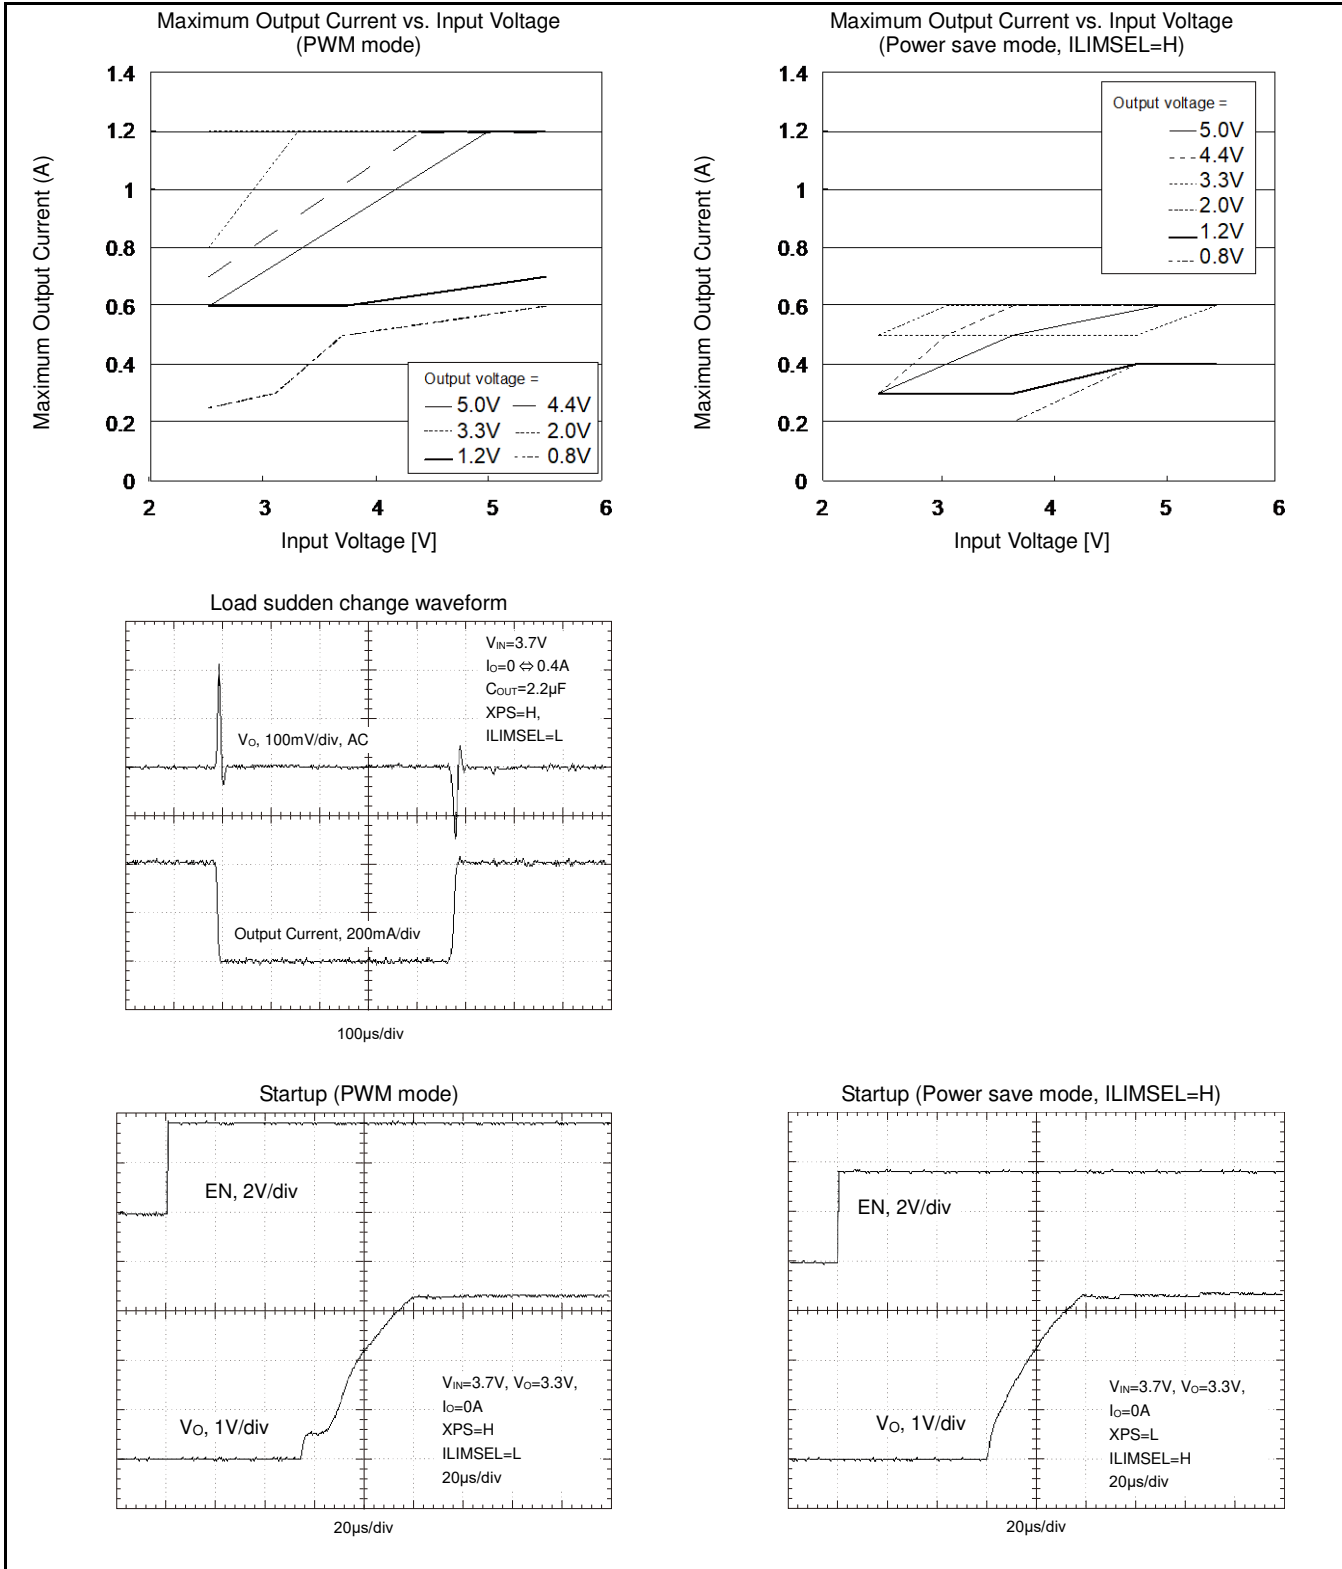 Maximum Output Current vs. Input Voltage
(PWM mode)
1.4
1.2
1
0.8
0.6
0.4
0.2
0
2 3 4 5 6
Maximum Output Current (A)
Input Voltage [V]
Output voltage =
5.0V 4.4V
3.3V 2.0V
1.2V 0.8V
Maximum Output Current vs. Input Voltage
(Power save mode, ILIMSEL=H)
1.4
1.2
1
0.8
0.6
0.4
0.2
0
2 3 4 5 6
Maximum Output Current (A)
Input Voltage [V]
Output voltage =
5.0V
4.4V
3.3V
2.0V
1.2V
0.8V
Load sudden change waveform
VIN=3.7V
IO=0 ⇔ 0.4A
COUT=2.2µF
XPS=H,
ILIMSEL=L
VO, 100mV/div, AC
Output Current, 200mA/div
100µs/div
Startup (PWM mode)
EN, 2V/div
VO, 1V/div
VIN=3.7V, VO=3.3V,
IO=0A
XPS=H
ILIMSEL=L
20µs/div
20µs/div
Startup (Power save mode, ILIMSEL=H)
EN, 2V/div
VO, 1V/div
VIN=3.7V, VO=3.3V,
IO=0A
XPS=L
ILIMSEL=H
20µs/div
20µs/div